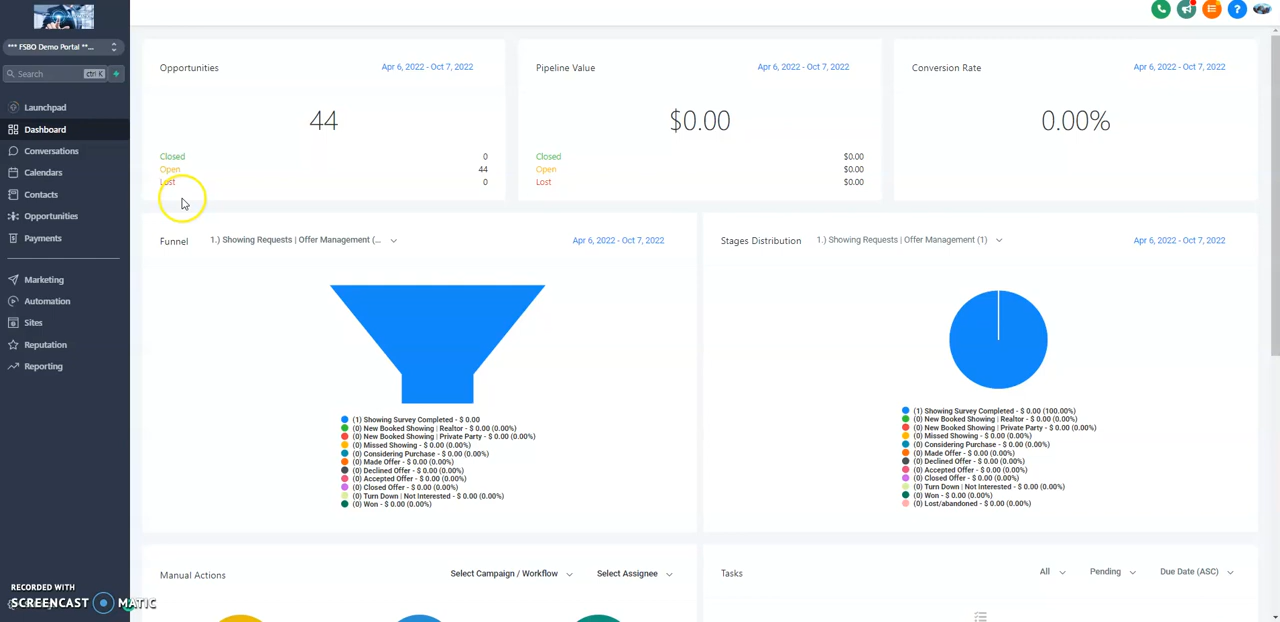 *** FSBO Demo Portal **...
Search ctrl K
Launchpad
Dashboard
Conversations
Calendars
Contacts
Opportunities
Payments
Marketing
Automation
Sites
Reputation
Reporting
RECORDED WITH
SCREENCAST MATIC
Opportunities Apr 6, 2022 - Oct 7, 2022
44
Closed 0
Open 44
Lost 0
Pipeline Value Apr 6, 2022 - Oct 7, 2022
$0.00
Closed $0.00
Open $0.00
Lost $0.00
Conversion Rate Apr 6, 2022 - Oct 7, 2022
0.00%
Funnel 1.) Showing Requests | Offer Management (... Apr 6, 2022 - Oct 7, 2022
(1) Showing Survey Completed - $ 0.00
(0) New Booked Showing | Realtor - $ 0.00 (0.00%)
(0) New Booked Showing | Private Party - $ 0.00 (0.00%)
(0) Missed Showing - $ 0.00 (0.00%)
(0) Considering Purchase - $ 0.00 (0.00%)
(0) Made Offer - $ 0.00 (0.00%)
(0) Declined Offer - $ 0.00 (0.00%)
(0) Accepted Offer - $ 0.00 (0.00%)
(0) Closed Offer - $ 0.00 (0.00%)
(0) Turn Down | Not Interested - $ 0.00 (0.00%)
(0) Won - $ 0.00 (0.00%)
Stages Distribution 1.) Showing Requests | Offer Management (1) Apr 6, 2022 - Oct 7, 2022
(1) Showing Survey Completed - $ 0.00 (100.00%)
(0) New Booked Showing | Realtor - $ 0.00 (0.00%)
(0) New Booked Showing | Private Party - $ 0.00 (0.00%)
(0) Missed Showing - $ 0.00 (0.00%)
(0) Considering Purchase - $ 0.00 (0.00%)
(0) Made Offer - $ 0.00 (0.00%)
(0) Declined Offer - $ 0.00 (0.00%)
(0) Accepted Offer - $ 0.00 (0.00%)
(0) Closed Offer - $ 0.00 (0.00%)
(0) Turn Down | Not Interested - $ 0.00 (0.00%)
(0) Won - $ 0.00 (0.00%)
(0) Lost/abandoned - $ 0.00 (0.00%)
Manual Actions Select Campaign / Workflow Select Assignee
Tasks All Pending Due Date (ASC)